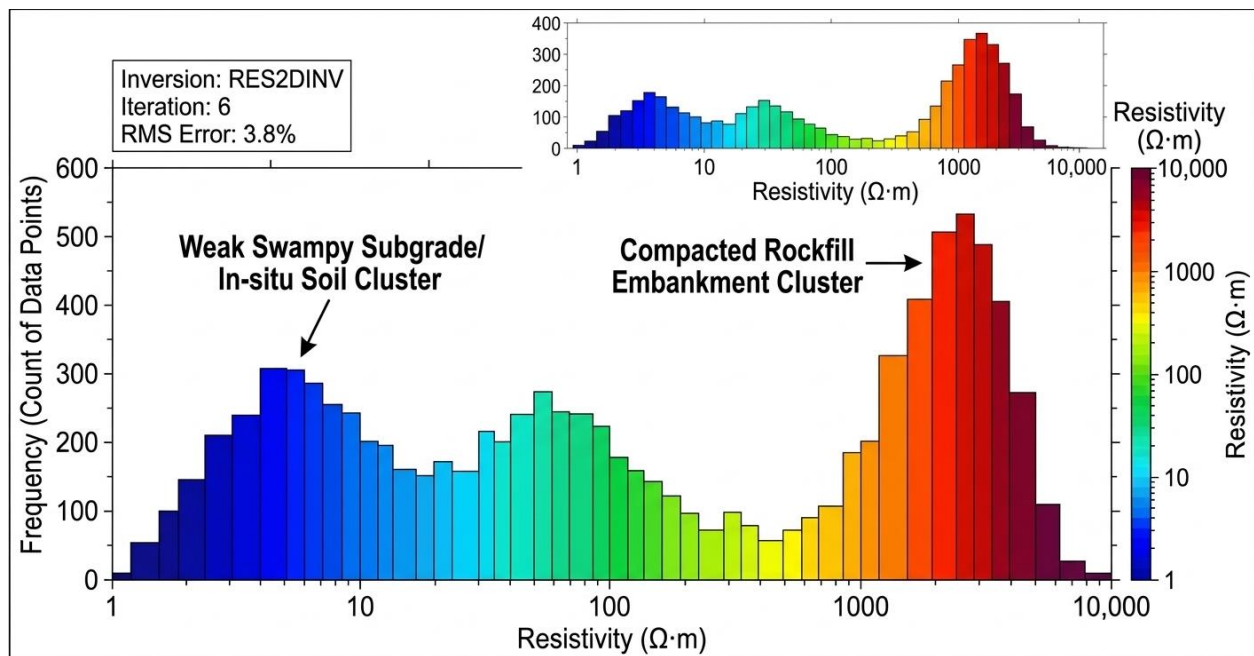 Inversion: RES2DINV
Iteration: 6
RMS Error: 3.8%
400
300
200
100
0
1
10
100
1000
10,000
Resistivity (Ω·m)
Resistivity
(Ω·m)
600
500
400
300
200
100
0
Frequency (Count of Data Points)
Weak Swampy Subgrade/
In-situ Soil Cluster
Compacted Rockfill
Embankment Cluster
1
10
100
1000
10,000
Resistivity (Ω·m)
10,000
1000
100
10
1
Resistivity (Ω·m)